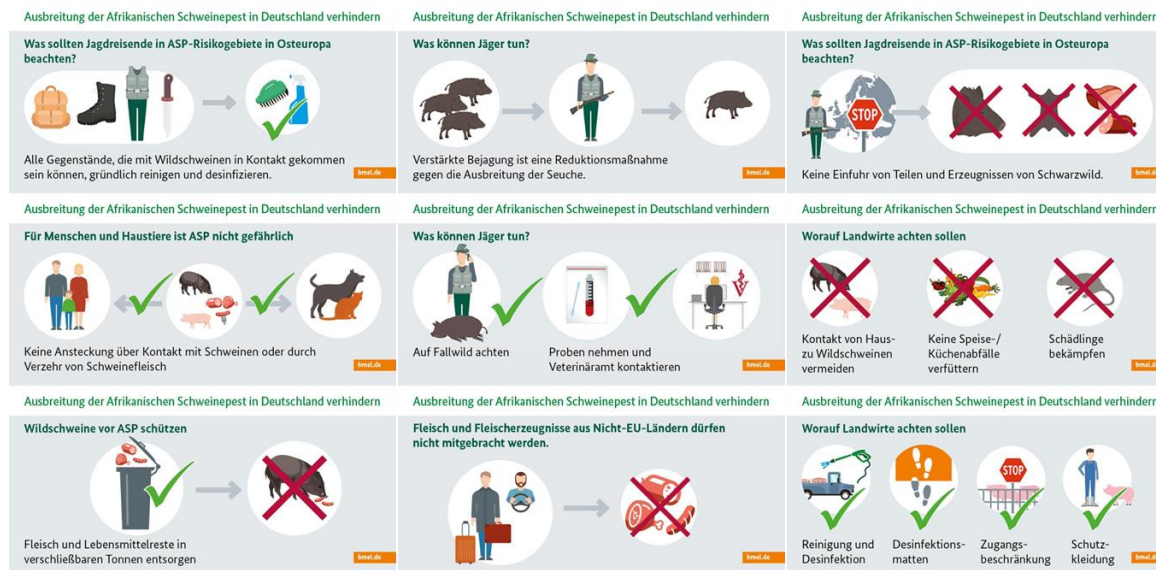 Ausbreitung der Afrikanischen Schweinepest in Deutschland verhindern
Was sollten Jagdreisende in ASP-Risikogebiete in Osteuropa
beachten?
Alle Gegenstände, die mit Wildschweinen in Kontakt gekommen
sein können, gründlich reinigen und desinfizieren.
bmel.de
Ausbreitung der Afrikanischen Schweinepest in Deutschland verhindern
Was können Jäger tun?
Verstärkte Bejagung ist eine Reduktionsmaßnahme
gegen die Ausbreitung der Seuche.
bmel.de
Ausbreitung der Afrikanischen Schweinepest in Deutschland verhindern
Was sollten Jagdreisende in ASP-Risikogebiete in Osteuropa
beachten?
STOP
Keine Einfuhr von Teilen und Erzeugnissen von Schwarzwild.
bmel.de
Ausbreitung der Afrikanischen Schweinepest in Deutschland verhindern
Für Menschen und Haustiere ist ASP nicht gefährlich
Keine Ansteckung über Kontakt mit Schweinen oder durch
Verzehr von Schweinefleisch
bmel.de
Ausbreitung der Afrikanischen Schweinepest in Deutschland verhindern
Was können Jäger tun?
Auf Fallwild achten
Proben nehmen und
Veterinäramt kontaktieren
bmel.de
Ausbreitung der Afrikanischen Schweinepest in Deutschland verhindern
Worauf Landwirte achten sollen
Kontakt von Haus-
zu Wildschweinen
vermeiden
Keine Speise-/
Küchenabfälle
verfüttern
Schädlinge
bekämpfen
bmel.de
Ausbreitung der Afrikanischen Schweinepest in Deutschland verhindern
Wildschweine vor ASP schützen
Fleisch und Lebensmittelreste in
verschließbaren Tonnen entsorgen
bmel.de
Ausbreitung der Afrikanischen Schweinepest in Deutschland verhindern
Fleisch und Fleischerzeugnisse aus Nicht-EU-Ländern dürfen
nicht mitgebracht werden.
bmel.de
Ausbreitung der Afrikanischen Schweinepest in Deutschland verhindern
Worauf Landwirte achten sollen
STOP
Reinigung und
Desinfektion
Desinfektions-
matten
Zugangs-
beschränkung
Schutz-
kleidung
bmel.de